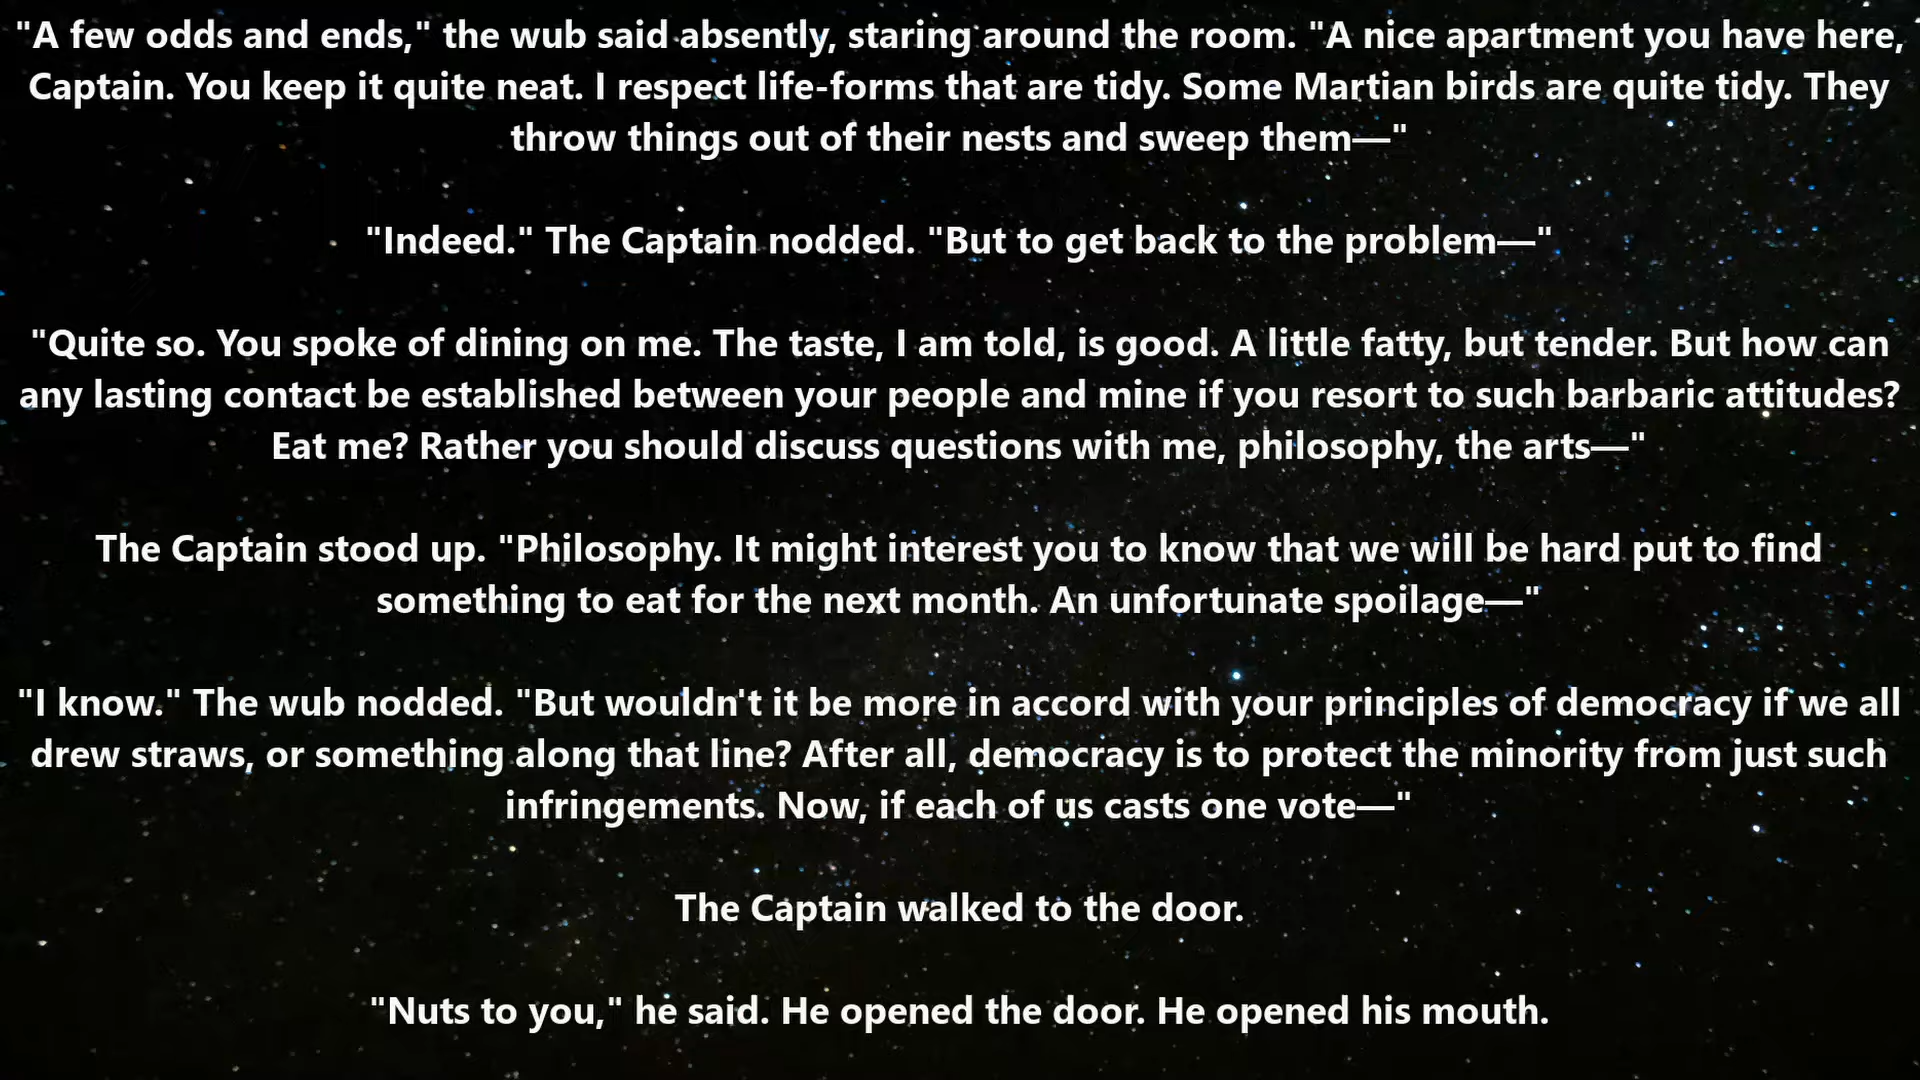 "A few odds and ends," the wub said absently, staring around the room. "A nice apartment you have here,
Captain. You keep it quite neat. I respect life-forms that are tidy. Some Martian birds are quite tidy. They
throw things out of their nests and sweep them—"
"Indeed." The Captain nodded. "But to get back to the problem—"
"Quite so. You spoke of dining on me. The taste, I am told, is good. A little fatty, but tender. But how can
any lasting contact be established between your people and mine if you resort to such barbaric attitudes?
Eat me? Rather you should discuss questions with me, philosophy, the arts—"
The Captain stood up. "Philosophy. It might interest you to know that we will be hard put to find
something to eat for the next month. An unfortunate spoilage—"
"I know." The wub nodded. "But wouldn't it be more in accord with your principles of democracy if we all
drew straws, or something along that line? After all, democracy is to protect the minority from just such
infringements. Now, if each of us casts one vote—"
The Captain walked to the door.
"Nuts to you," he said. He opened the door. He opened his mouth.